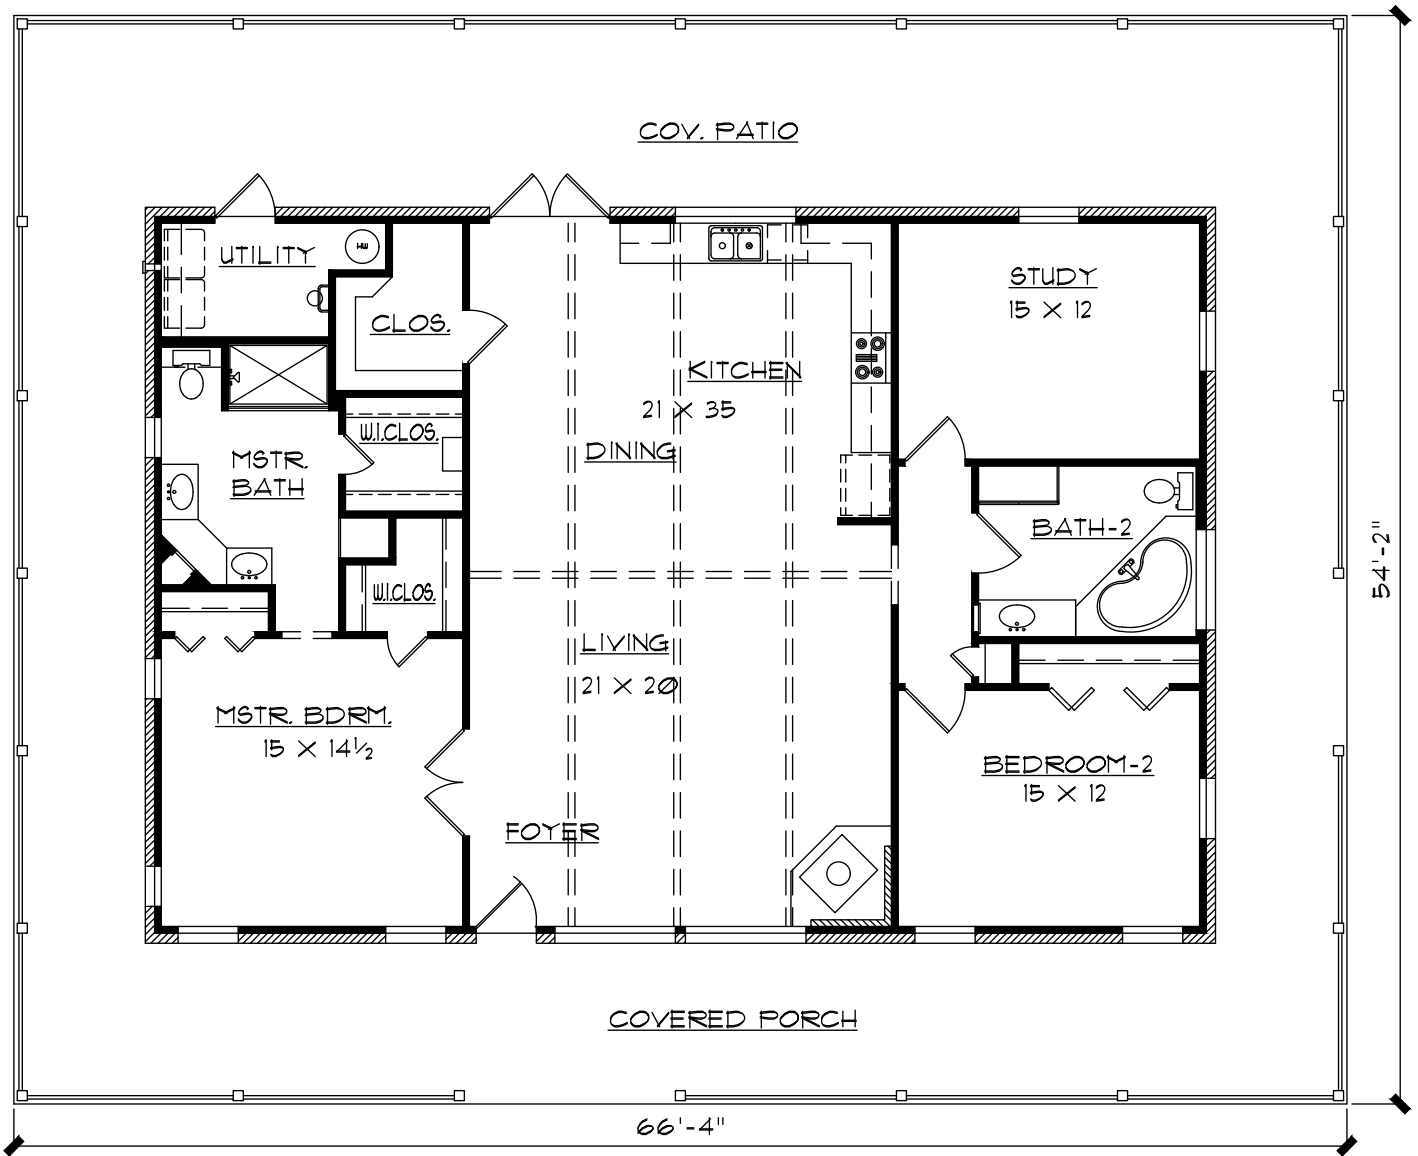 COV. PATIO
UTILITY
HW
STUDY
15 X 12
CLOS.
KITCHEN
21 X 35
W.I.CLOS.
DINING
MSTR.
BATH
BATH-2
54'-2"
W.I.CLOS.
LIVING
21 X 20
MSTR. BDRM.
15 X 14½
BEDROOM-2
15 X 12
FOYER
COVERED PORCH
66'-4"